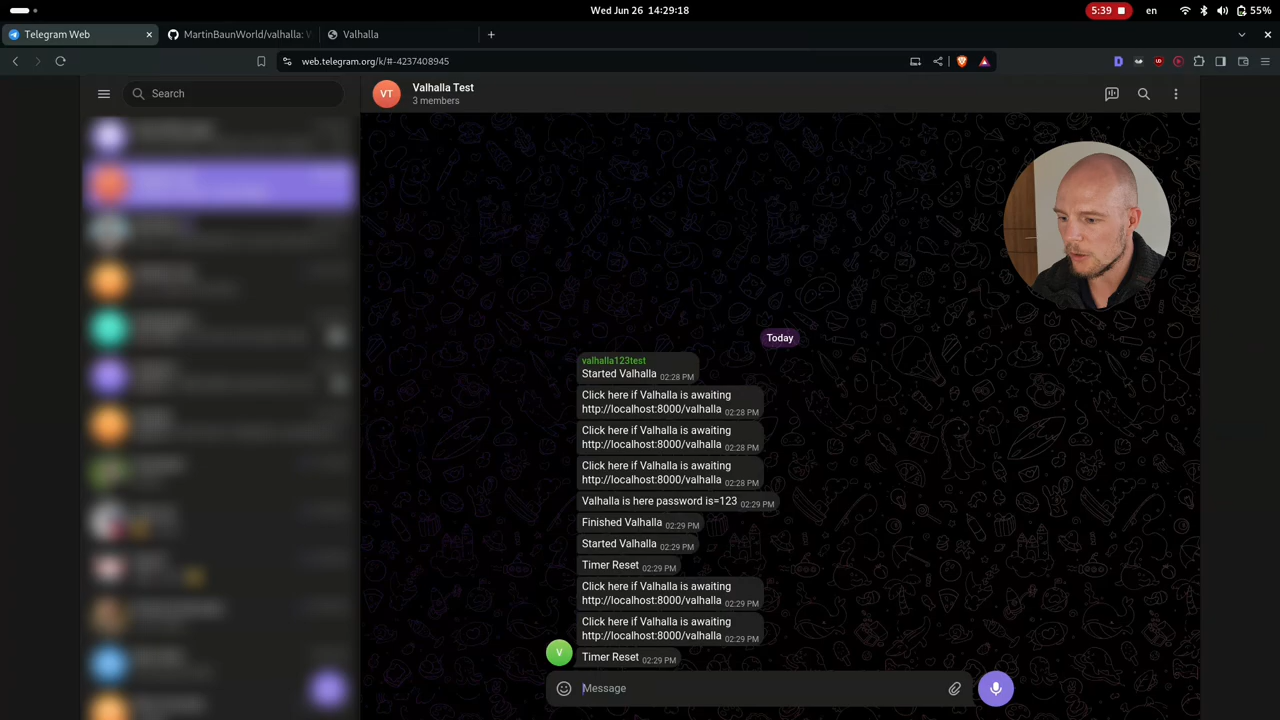 Wed Jun 26 14:29:18
5:39
en
55%
Telegram Web
MartinBaunWorld/valhalla:
Valhalla
web.telegram.org/k/#-4237408945
Search
VT
Valhalla Test
3 members
Today
valhalla123test
Started Valhalla 02:28 PM
Click here if Valhalla is awaiting
http://localhost:8000/valhalla 02:28 PM
Click here if Valhalla is awaiting
http://localhost:8000/valhalla 02:28 PM
Click here if Valhalla is awaiting
http://localhost:8000/valhalla 02:28 PM
Valhalla is here password is=123 02:29 PM
Finished Valhalla 02:29 PM
Started Valhalla 02:29 PM
Timer Reset 02:29 PM
Click here if Valhalla is awaiting
http://localhost:8000/valhalla 02:29 PM
Click here if Valhalla is awaiting
http://localhost:8000/valhalla 02:29 PM
V
Timer Reset 02:29 PM
Message